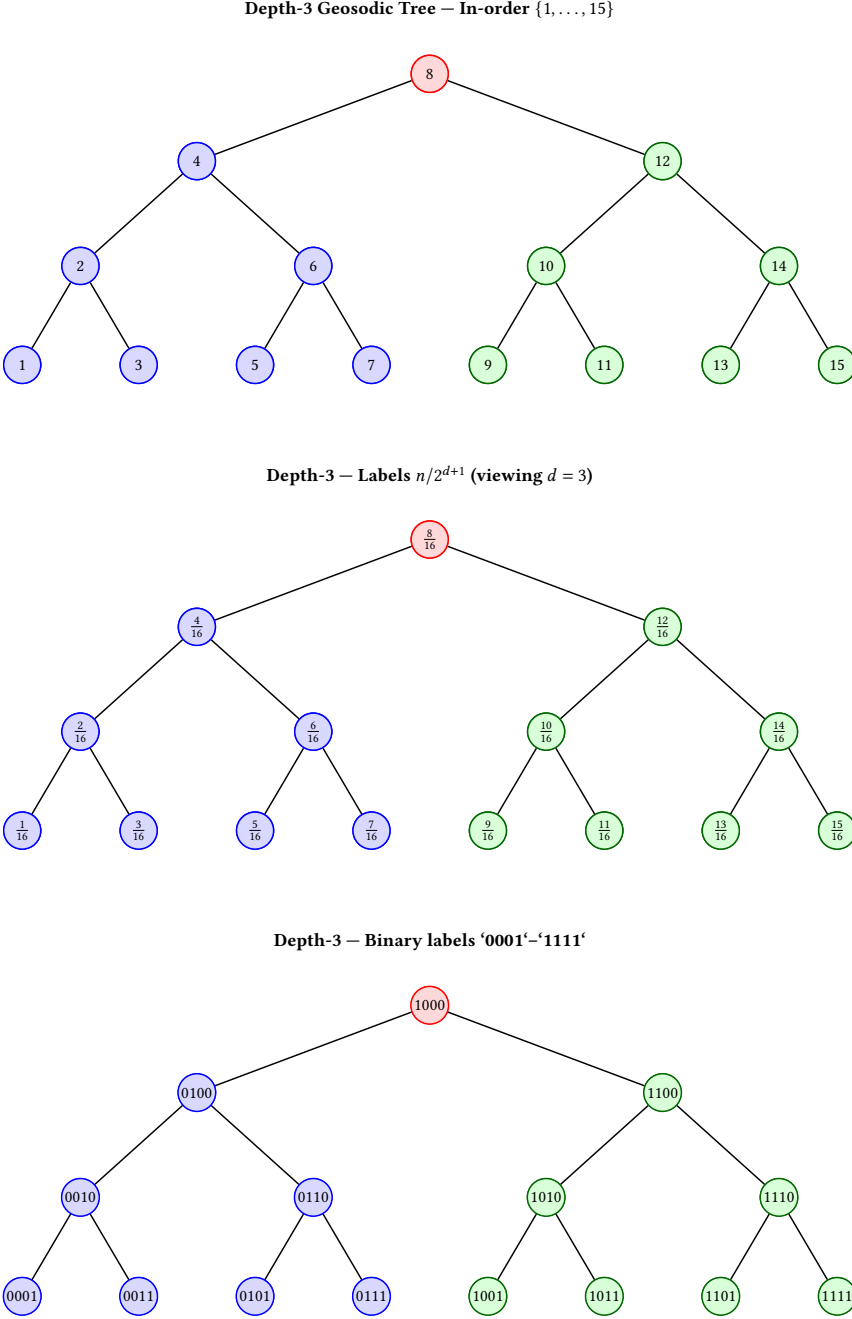 Depth-3 Geosodic Tree — In-order {1, . . . , 15}
8
4 12
2 6 10 14
1 3 5 7 9 11 13 15
Depth-3 — Labels n/2^{d+1} (viewing d = 3)
8/16
4/16 12/16
2/16 6/16 10/16 14/16
1/16 3/16 5/16 7/16 9/16 11/16 13/16 15/16
Depth-3 — Binary labels ‘0001‘–‘1111‘
1000
0100 1100
0010 0110 1010 1110
0001 0011 0101 0111 1001 1011 1101 1111